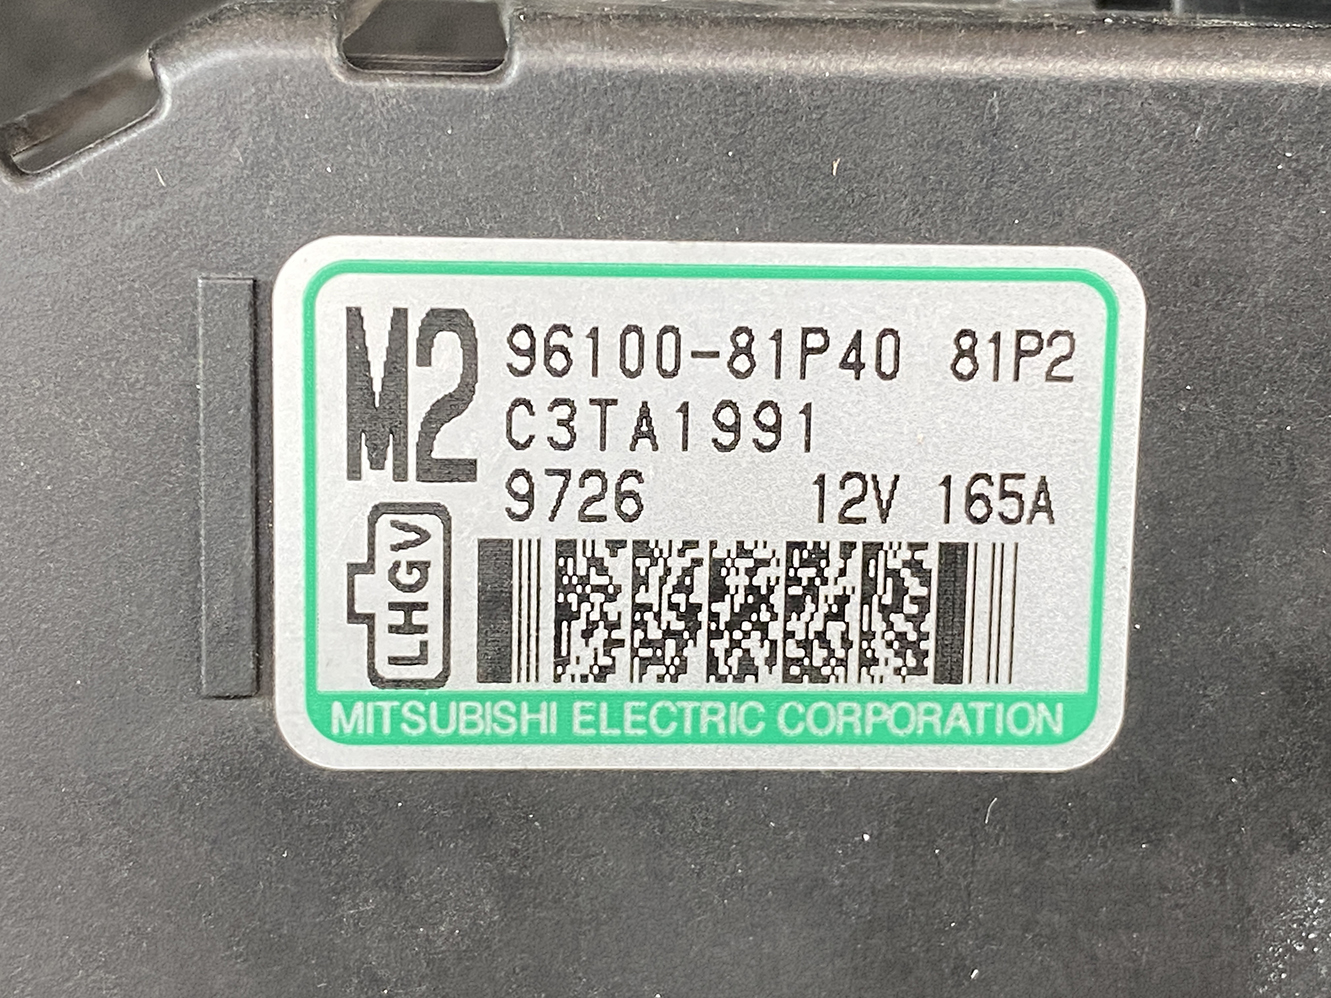 M2
96100-81P40 81P2
C3TA1991
9726 12V 165A
LHGV
MITSUBISHI ELECTRIC CORPORATION